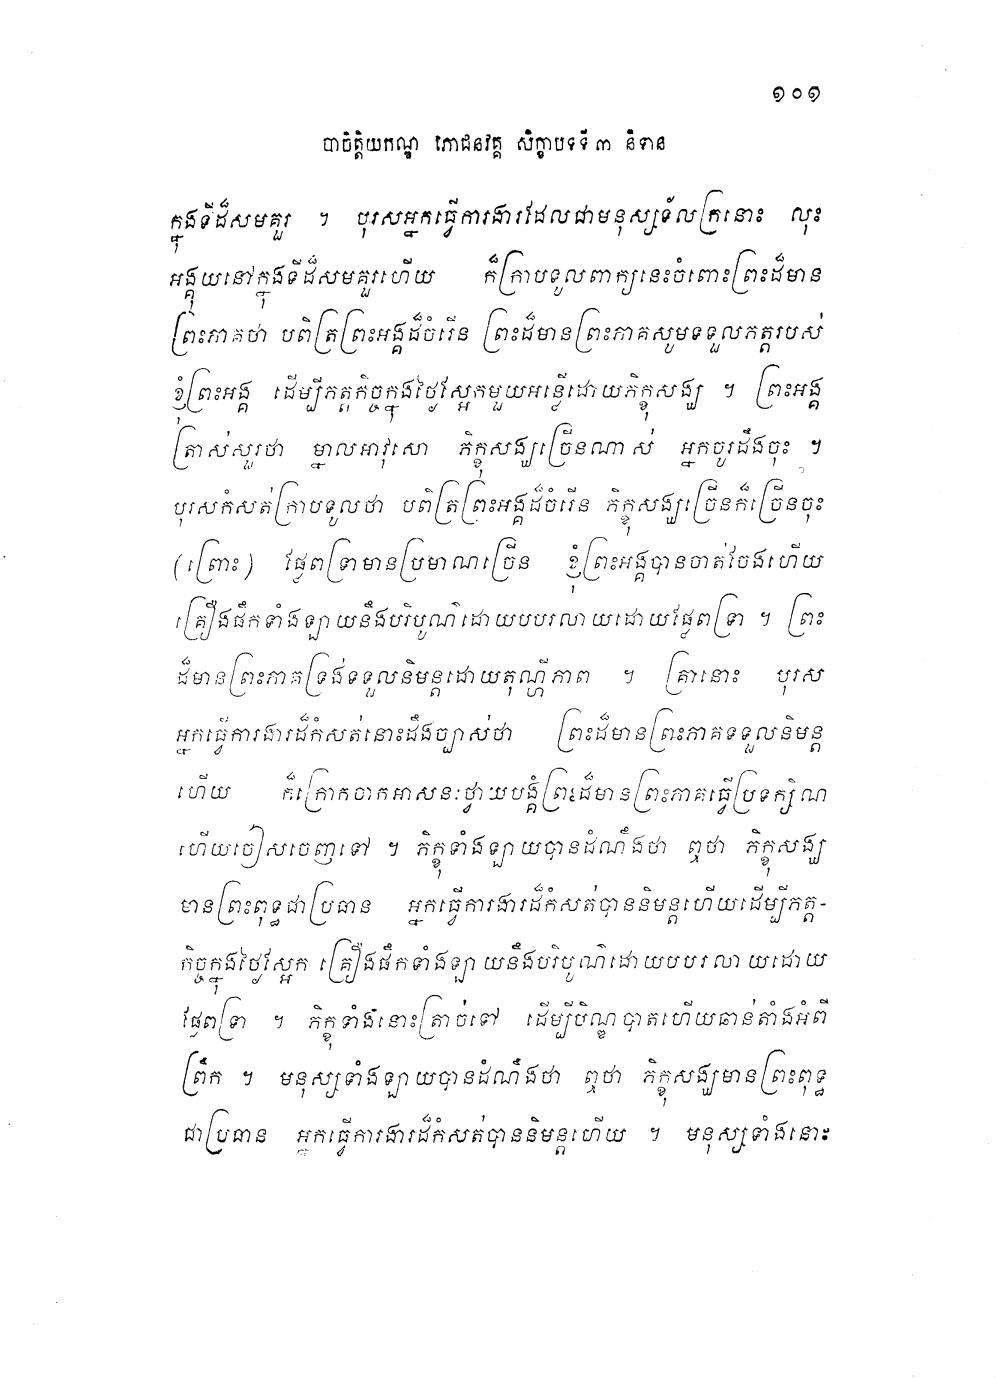 ១០១
បាចិត្តិយកណ្ឌ ភោជនវគ្គ សិក្ខាបទទី ៣ និទាន
ក្នុងទីដ៏សមគួរ ។ បុរសអ្នកធ្វើការងារដែលជាមនុស្សទ័លក្រនោះ លុះ
អង្គុយនៅក្នុងទីដ៏សមគួរហើយ ក៏ក្រាបទូលពាក្យនេះចំពោះព្រះដ៏មាន
ព្រះភាគថា បពិត្រព្រះអង្គដ៏ចំរើន ព្រះដ៏មានព្រះភាគសូមទទួលភត្តរបស់
ខ្ញុំព្រះអង្គ ដើម្បីភត្តកិច្ចក្នុងថ្ងៃស្អែកមួយអន្លើដោយភិក្ខុសង្ឃ ។ ព្រះអង្គ
ត្រាស់សួរថា ម្នាលអាវុសោ ភិក្ខុសង្ឃច្រើនណាស់ អ្នកចូរដឹងចុះ ។
បុរសកំសត់ក្រាបទូលថា បពិត្រព្រះអង្គដ៏ចំរើន ភិក្ខុសង្ឃច្រើនក៏ច្រើនចុះ
(ព្រោះ) ផ្លែពទ្រាមានប្រមាណច្រើន ខ្ញុំព្រះអង្គបានចាត់ចែងហើយ
គ្រឿងផឹកទាំងឡាយនឹងបរិបូណ៌ដោយបបរលាយដោយផ្លែពទ្រា ។ ព្រះ
ដ៏មានព្រះភាគទ្រង់ទទួលនិមន្តដោយតុណ្ហីភាព ។ គ្រានោះ បុរស
អ្នកធ្វើការងារដ៏កំសត់នោះដឹងច្បាស់ថា ព្រះដ៏មានព្រះភាគទទួលនិមន្ត
ហើយ ក៏ក្រោកចាកអាសនៈថ្វាយបង្គំព្រះដ៏មានព្រះភាគធ្វើប្រទក្សិណ
ហើយចៀសចេញទៅ ។ ភិក្ខុទាំងឡាយបានដំណឹងថា ឮថា ភិក្ខុសង្ឃ
មានព្រះពុទ្ធជាប្រធាន អ្នកធ្វើការងារដ៏កំសត់បាននិមន្តហើយដើម្បីភត្ត-
កិច្ចក្នុងថ្ងៃស្អែក គ្រឿងផឹកទាំងឡាយនឹងបរិបូណ៌ដោយបបរលាយដោយ
ផ្លែពទ្រា ។ ភិក្ខុទាំងនោះត្រាច់ទៅ ដើម្បីបិណ្ឌបាតហើយឆាន់តាំងអំពី
ព្រឹក ។ មនុស្សទាំងឡាយបានដំណឹងថា ឮថា ភិក្ខុសង្ឃមានព្រះពុទ្ធ
ជាប្រធាន អ្នកធ្វើការងារដ៏កំសត់បាននិមន្តហើយ ។ មនុស្សទាំងនោះ